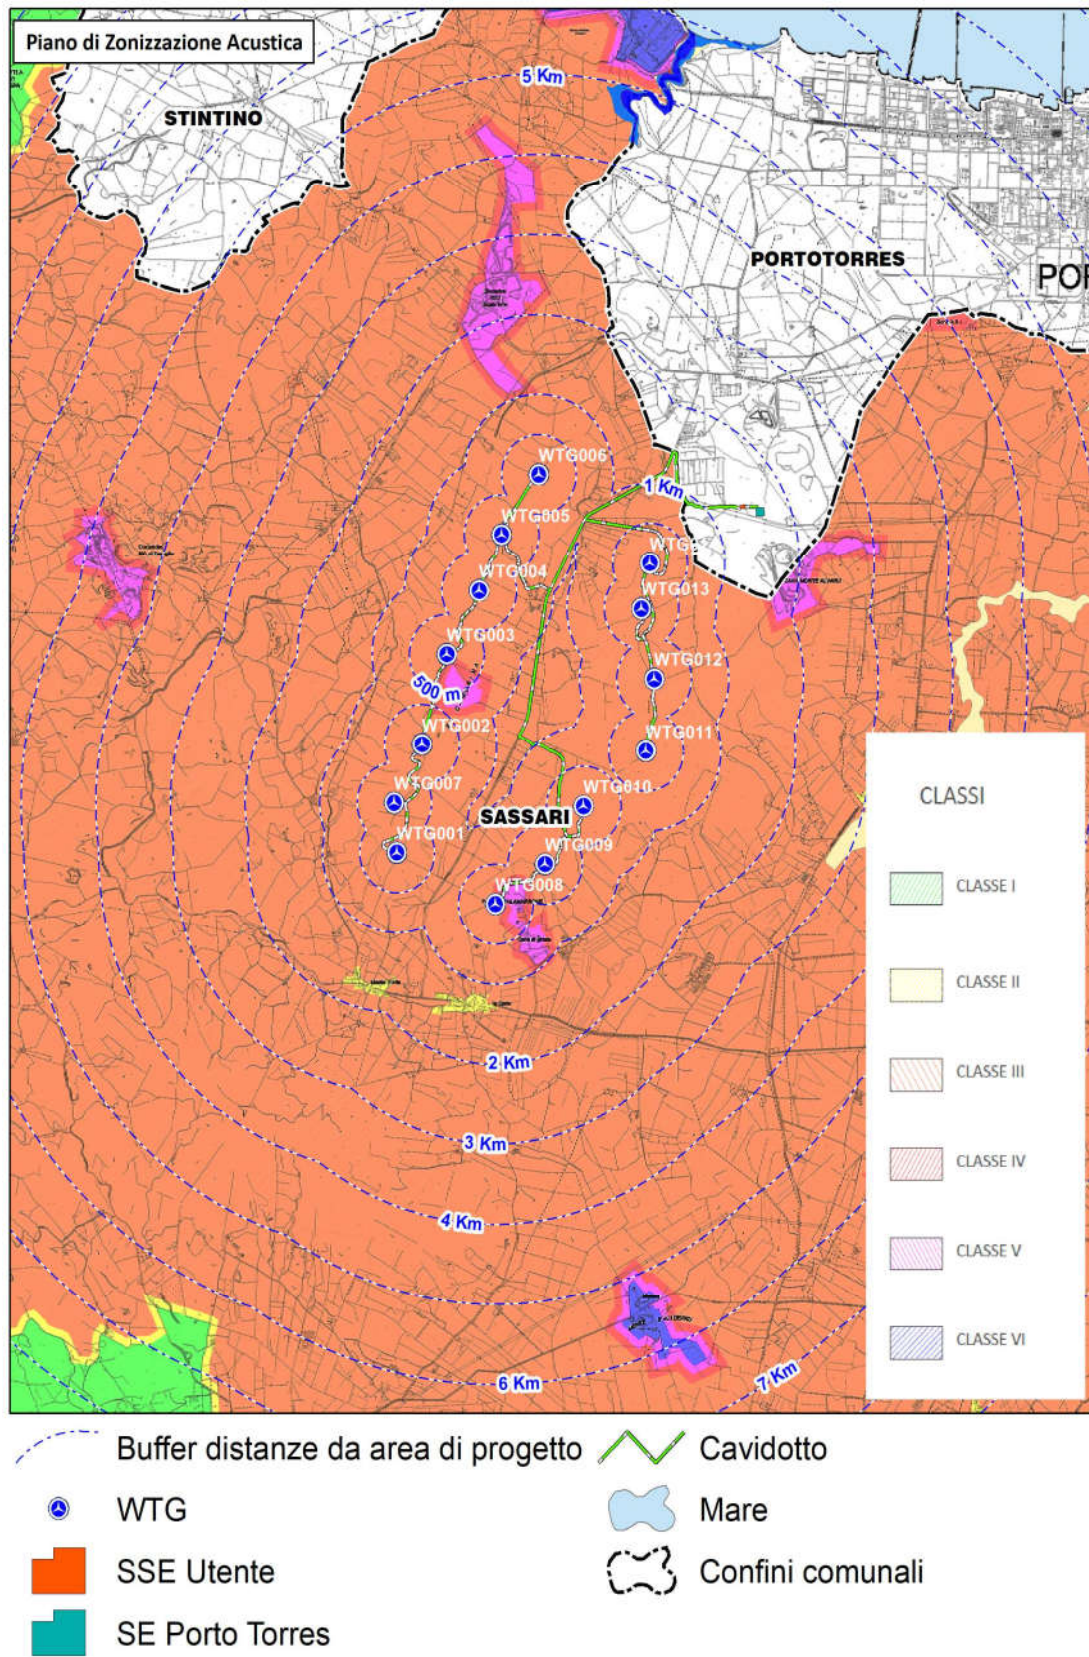 Piano di Zonizzazione Acustica
5 Km
STINTINO
PORTOTORRES
POR
WTG006
1 Km
WTG005
WTG004
WTG013
WTG003
WTG012
500 m
WTG002
WTG011
WTG007
WTG010
SASSARI
WTG001
WTG009
WTG008
2 Km
3 Km
4 Km
6 Km
7 Km
CLASSI
CLASSE I
CLASSE II
CLASSE III
CLASSE IV
CLASSE V
CLASSE VI
Buffer distanze da area di progetto
Cavidotto
WTG
Mare
SSE Utente
Confini comunali
SE Porto Torres